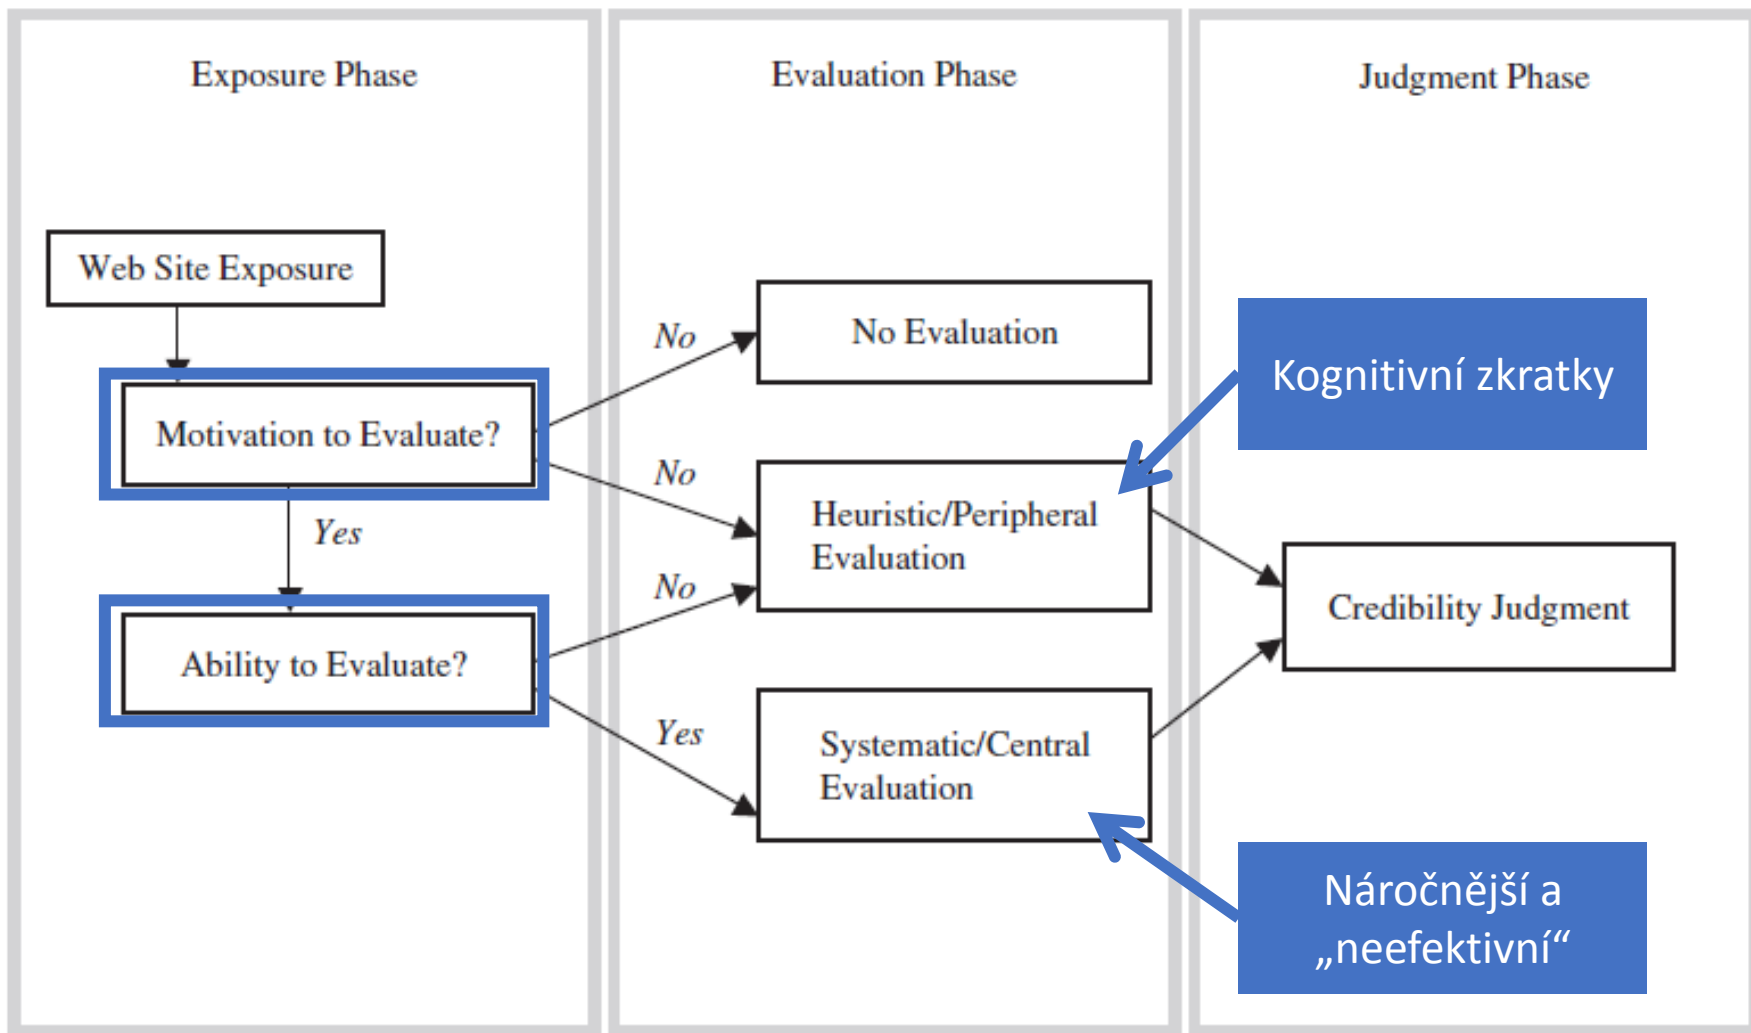 Exposure Phase
Evaluation Phase
Judgment Phase
Web Site Exposure
Motivation to Evaluate?
Yes
Ability to Evaluate?
No
No
No
Yes
No Evaluation
Heuristic/Peripheral
Evaluation
Systematic/Central
Evaluation
Kognitivní zkratky
Credibility Judgment
Náročnější a
„neefektivní“